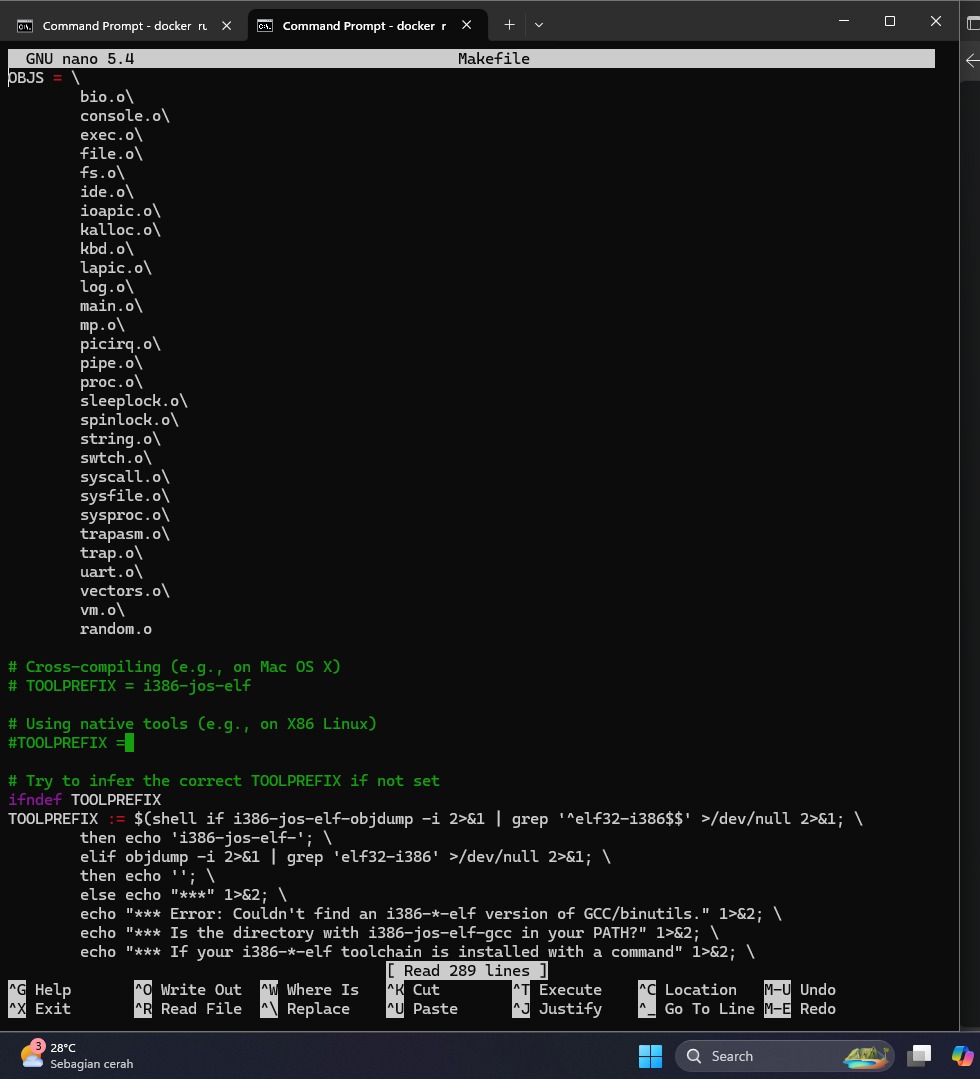 Command Prompt - docker ru
Command Prompt - docker r
GNU nano 5.4 Makefile
OBJS = \
bio.o\
console.o\
exec.o\
file.o\
fs.o\
ide.o\
ioapic.o\
kalloc.o\
kbd.o\
lapic.o\
log.o\
main.o\
mp.o\
picirq.o\
pipe.o\
proc.o\
sleeplock.o\
spinlock.o\
string.o\
swtch.o\
syscall.o\
sysfile.o\
sysproc.o\
trapasm.o\
trap.o\
uart.o\
vectors.o\
vm.o\
random.o
# Cross-compiling (e.g., on Mac OS X)
# TOOLPREFIX = i386-jos-elf
# Using native tools (e.g., on X86 Linux)
#TOOLPREFIX =
# Try to infer the correct TOOLPREFIX if not set
ifndef TOOLPREFIX
TOOLPREFIX := $(shell if i386-jos-elf-objdump -i 2>&1 | grep '^elf32-i386$$' >/dev/null 2>&1; \
then echo 'i386-jos-elf-'; \
elif objdump -i 2>&1 | grep 'elf32-i386' >/dev/null 2>&1; \
then echo ''; \
else echo "***" 1>&2; \
echo "*** Error: Couldn't find an i386-*-elf version of GCC/binutils." 1>&2; \
echo "*** Is the directory with i386-jos-elf-gcc in your PATH?" 1>&2; \
echo "*** If your i386-*-elf toolchain is installed with a command" 1>&2; \
[ Read 289 lines ]
^G Help ^O Write Out ^W Where Is ^K Cut ^T Execute ^C Location M-U Undo
^X Exit ^R Read File ^\ Replace ^U Paste ^J Justify ^_ Go To Line M-E Redo
3
28°C
Sebagian cerah
Search